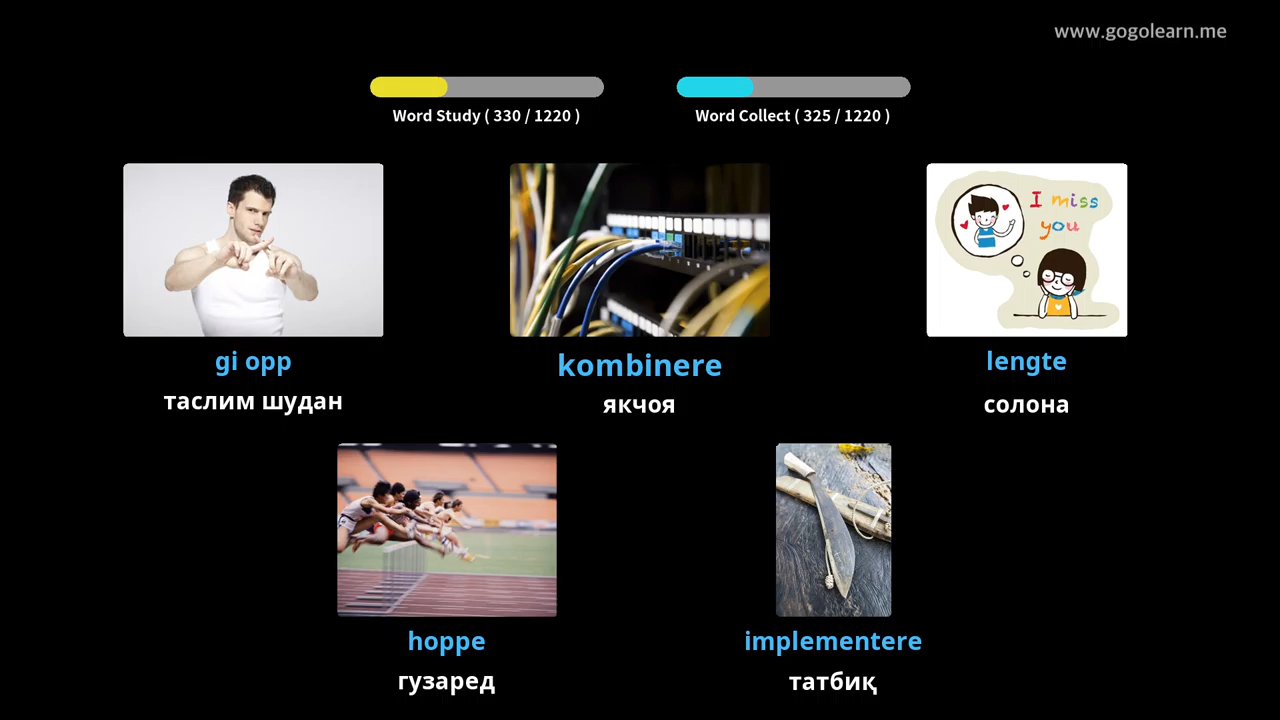 www.gogolearn.me
Word Study ( 330 / 1220 )
Word Collect ( 325 / 1220 )
I miss
you
gi opp
kombinere
lengte
таслим шудан
якчоя
солона
hoppe
implementere
гузаред
татбиқ